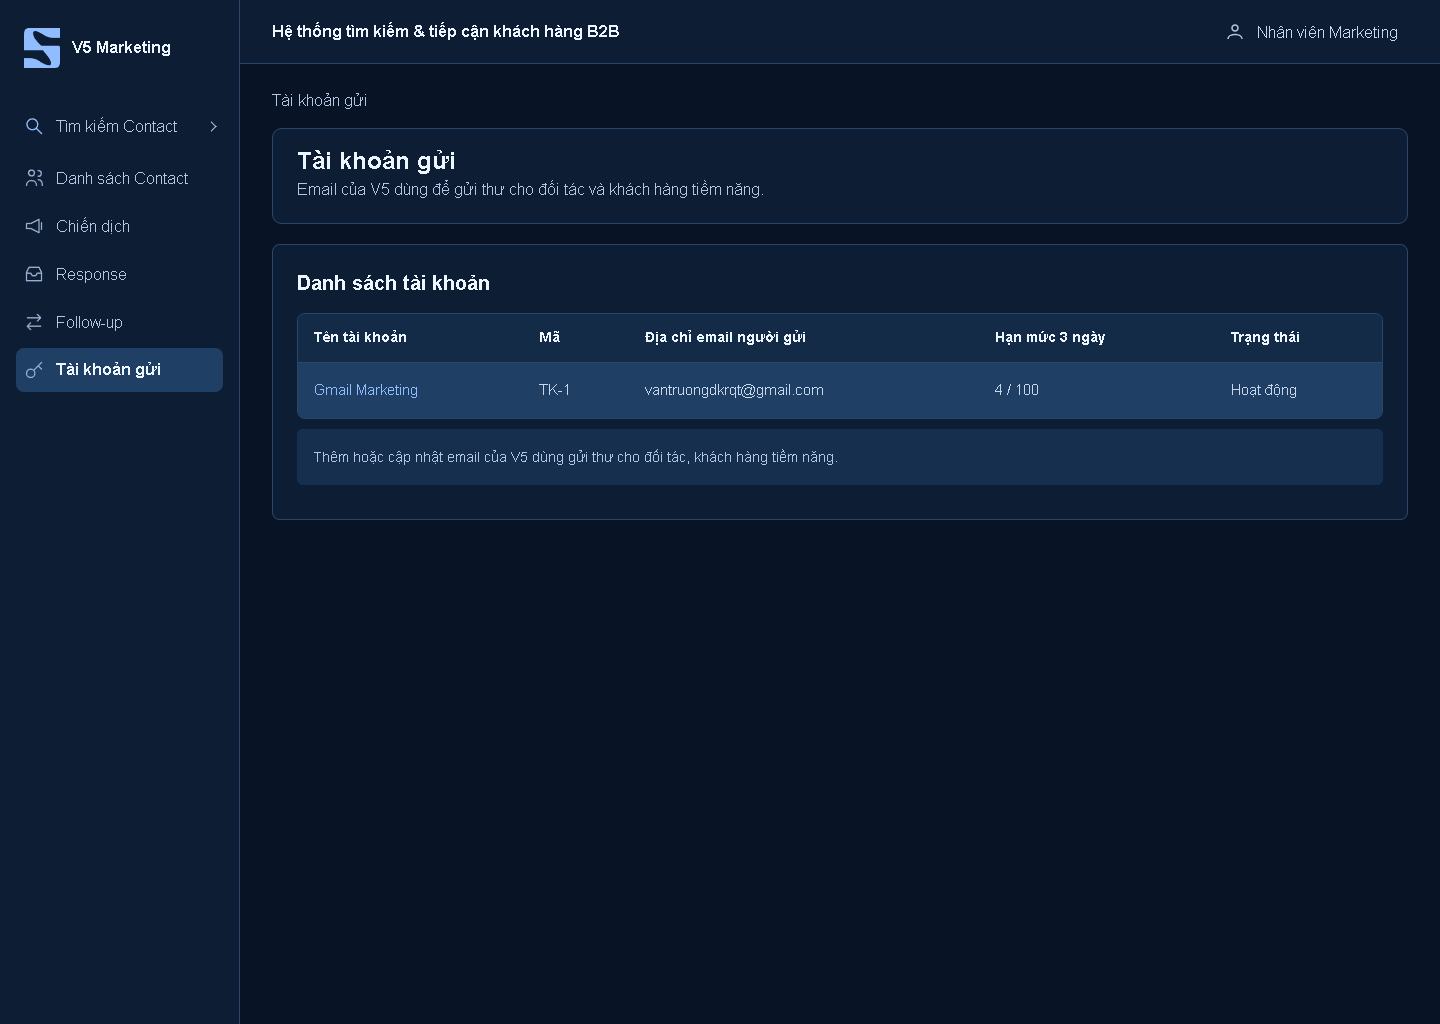 V5 Marketing
Hệ thống tìm kiếm & tiếp cận khách hàng B2B
Nhân viên Marketing
Tìm kiếm Contact
Danh sách Contact
Chiến dịch
Response
Follow-up
Tài khoản gửi
Tài khoản gửi
Tài khoản gửi
Email của V5 dùng để gửi thư cho đối tác và khách hàng tiềm năng.
Danh sách tài khoản
Tên tài khoản Mã Địa chỉ email người gửi Hạn mức 3 ngày Trạng thái
Gmail Marketing TK-1 vantruongdkrqt@gmail.com 4 / 100 Hoạt động
Thêm hoặc cập nhật email của V5 dùng gửi thư cho đối tác, khách hàng tiềm năng.